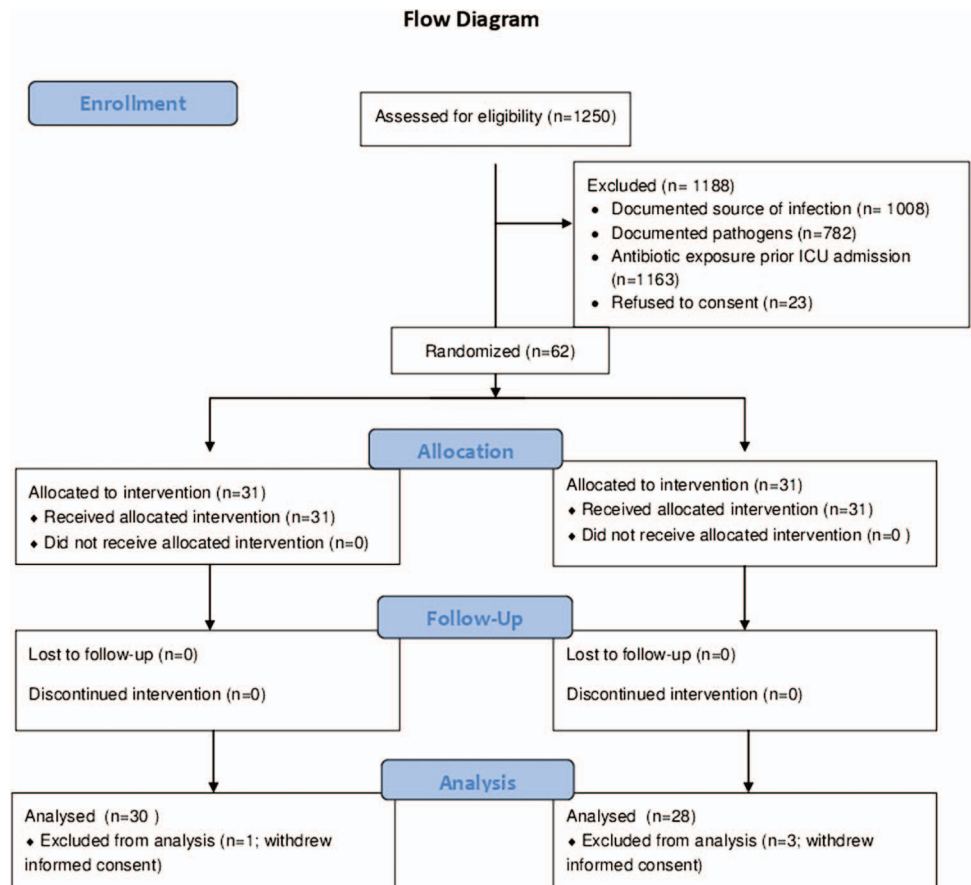 Flow Diagram
Enrollment
Assessed for eligibility (n=1250)
Excluded (n= 1188)
● Documented source of infection (n= 1008)
● Documented pathogens (n=782)
● Antibiotic exposure prior ICU admission
(n=1163)
● Refused to consent (n=23)
Randomized (n=62)
Allocation
Allocated to intervention (n=31)
♦ Received allocated intervention (n=31)
♦ Did not receive allocated intervention (n=0)
Allocated to intervention (n=31)
♦ Received allocated intervention (n=31)
♦ Did not receive allocated intervention (n=0 )
Follow-Up
Lost to follow-up (n=0)
Discontinued intervention (n=0)
Lost to follow-up (n=0)
Discontinued intervention (n=0)
Analysis
Analysed (n=30 )
♦ Excluded from analysis (n=1; withdrew
informed consent)
Analysed (n=28)
♦ Excluded from analysis (n=3; withdrew
informed consent)